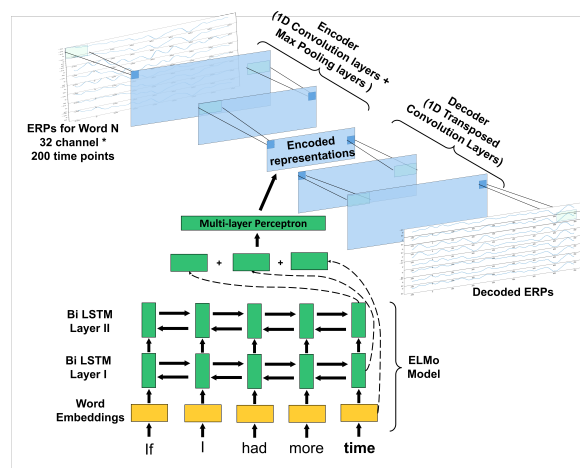 Encoder
(1D Convolution layers +
Max Pooling layers )
ERPs for Word N
32 channel *
200 time points
Decoder
(1D Transposed
Convolution Layers)
Encoded
representations
Multi-layer Perceptron
+ +
Decoded ERPs
Bi LSTM
Layer II
Bi LSTM
Layer I
ELMo
Model
Word
Embeddings
If I had more time